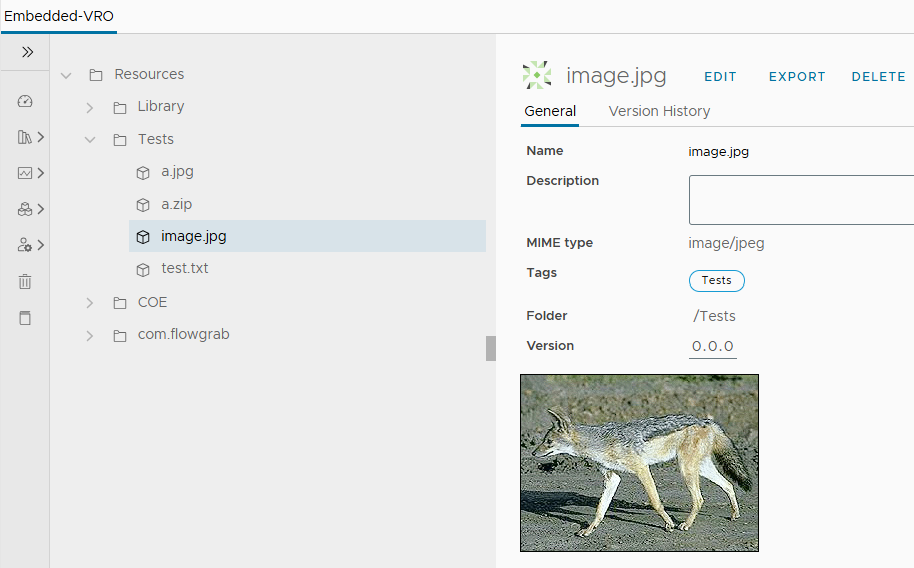 Embedded-VRO
Resources
Library
Tests
a.jpg
a.zip
image.jpg
test.txt
COE
com.flowgrab
image.jpg EDIT EXPORT DELETE
General Version History
Name image.jpg
Description
MIME type image/jpeg
Tags Tests
Folder /Tests
Version 0.0.0